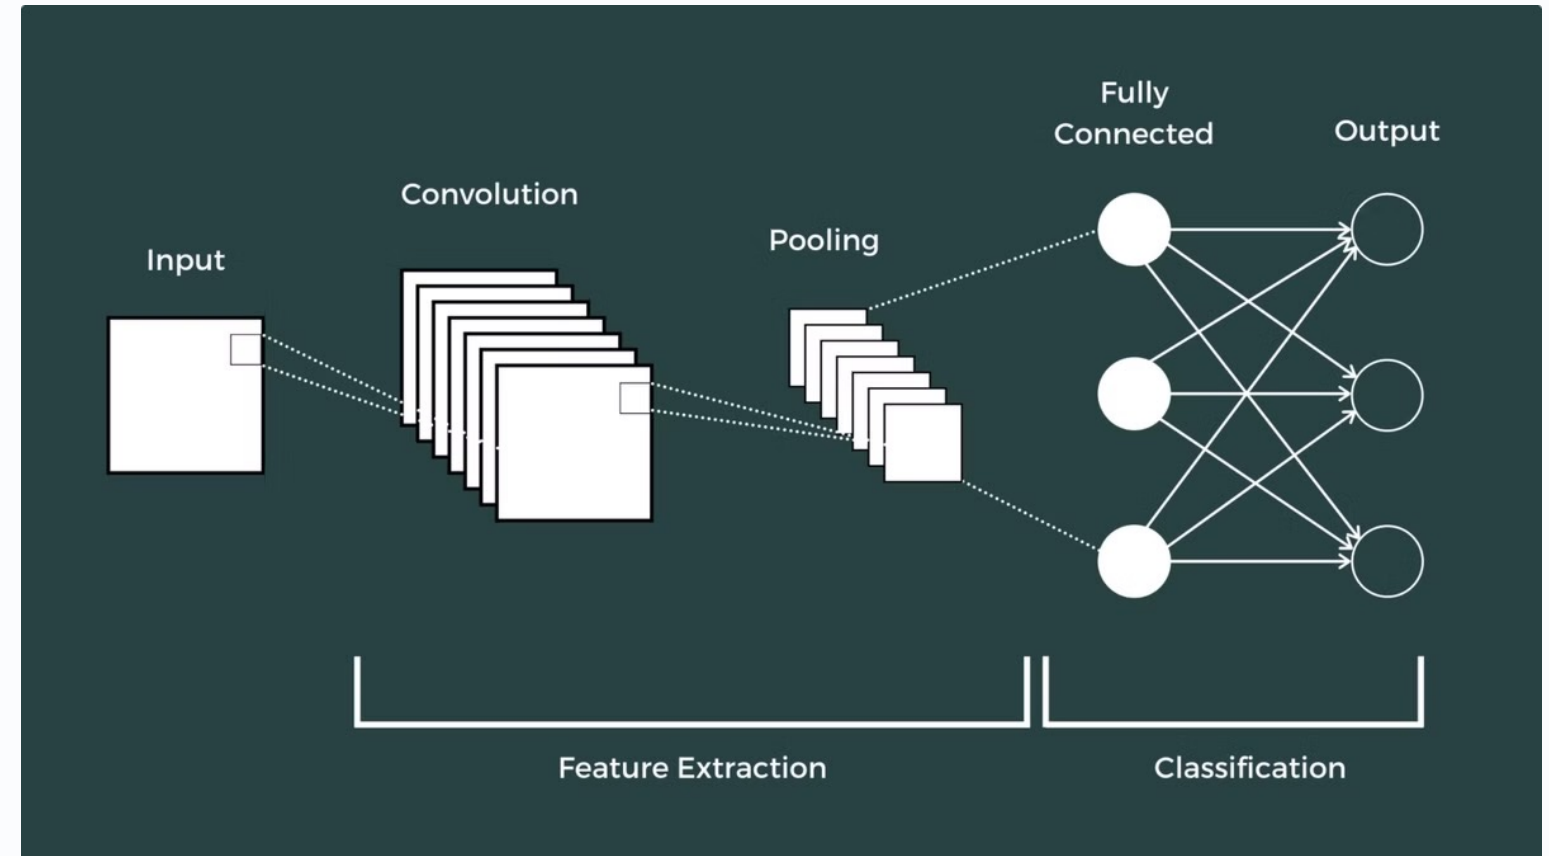 Input
Convolution
Pooling
Fully
Connected
Output
Feature Extraction
Classification